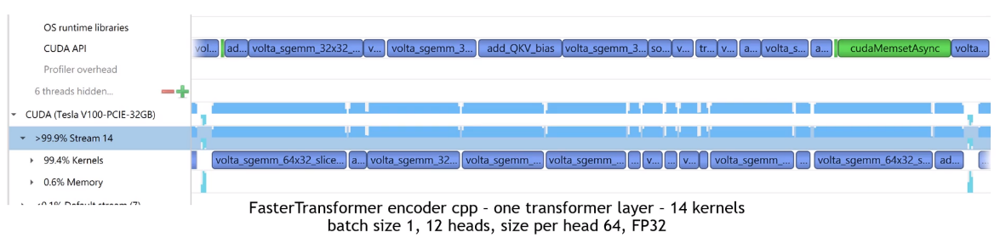 OS runtime libraries
CUDA API
vol... ad... volta_sgemm_32x32_... v... volta_sgemm_3... add_QKV_bias volta_sgemm_3... so... v... tr... v... a... volta_s... a... cudaMemsetAsync volta...
Profiler overhead
6 threads hidden...
CUDA (Tesla V100-PCIE-32GB)
>99.9% Stream 14
99.4% Kernels
volta_sgemm_64x32_slice... a... volta_sgemm_32... volta_sgemm_... volta_sgemm_... ... v... ... v... volta_sgemm_... ... volta_sgemm_64x32_s... ad... ...
0.6% Memory
<0.1% Default stream (7)
FasterTransformer encoder cpp - one transformer layer - 14 kernels
batch size 1, 12 heads, size per head 64, FP32